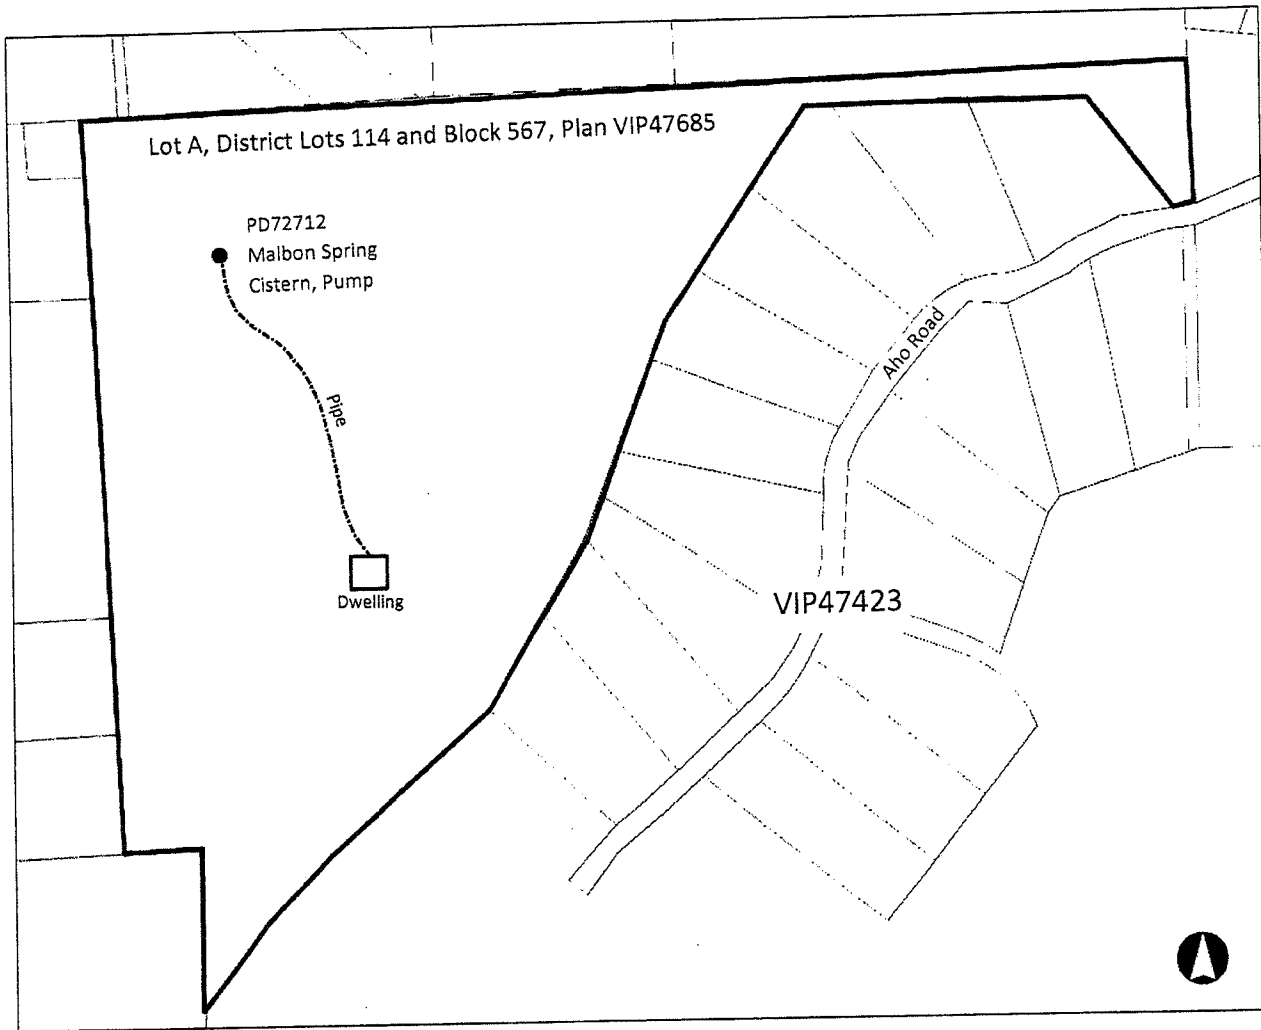 Lot A, District Lots 114 and Block 567, Plan VIP47685
PD72712
Malbon Spring
Cistern, Pump
Pipe
Dwelling
Aho Road
VIP47423